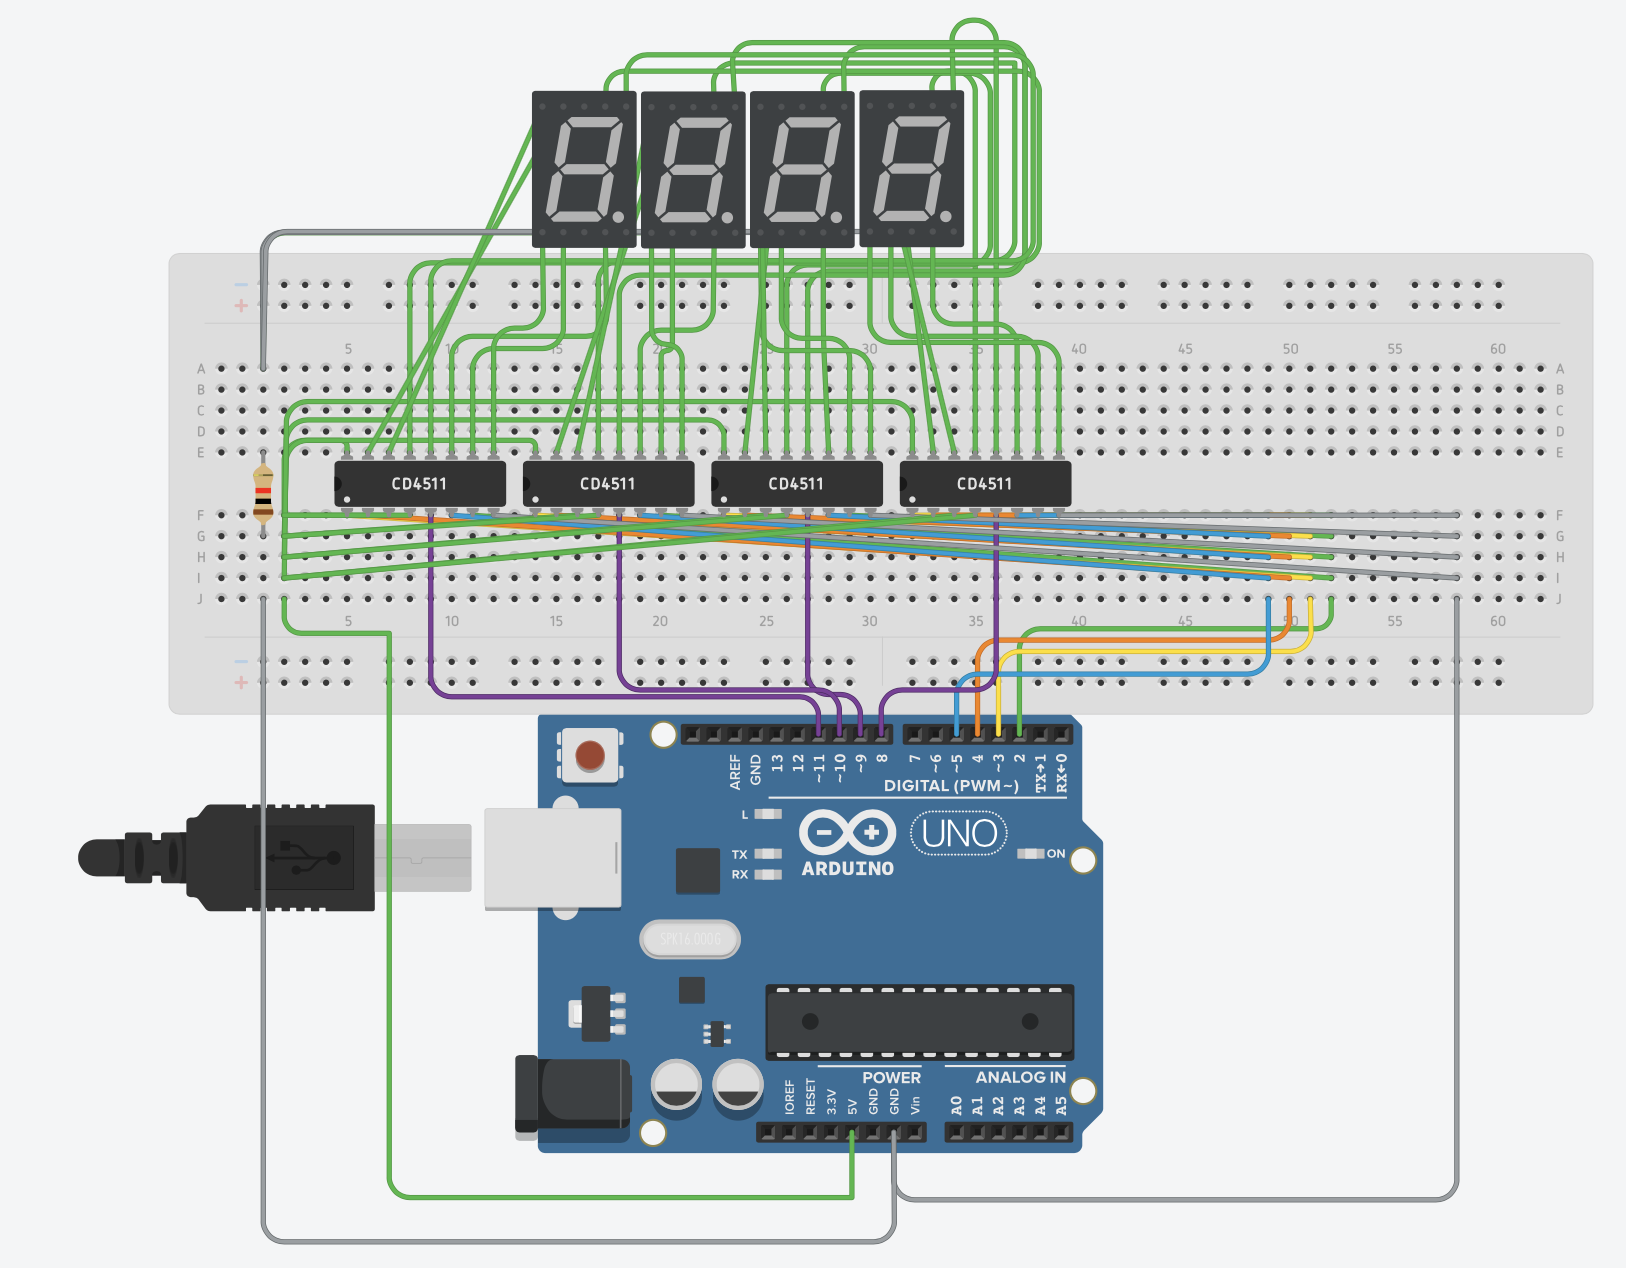 − −
+ +
5 10 15 20 25 30 35 40 45 50 55 60
A A
B B
C C
D D
E E
CD4511 CD4511 CD4511 CD4511
F F
G G
H H
I I
J J
5 10 15 20 25 30 35 40 45 50 55 60
−
+
AREF GND 13 12 ~11 ~10 ~9 8 7 ~6 ~5 4 ~3 2 TX→1 RX←0
DIGITAL (PWM~)
L
TX
RX
UNO
ARDUINO
ON
SPK16.000G
POWER ANALOG IN
IOREF RESET 3.3V 5V GND GND Vin A0 A1 A2 A3 A4 A5